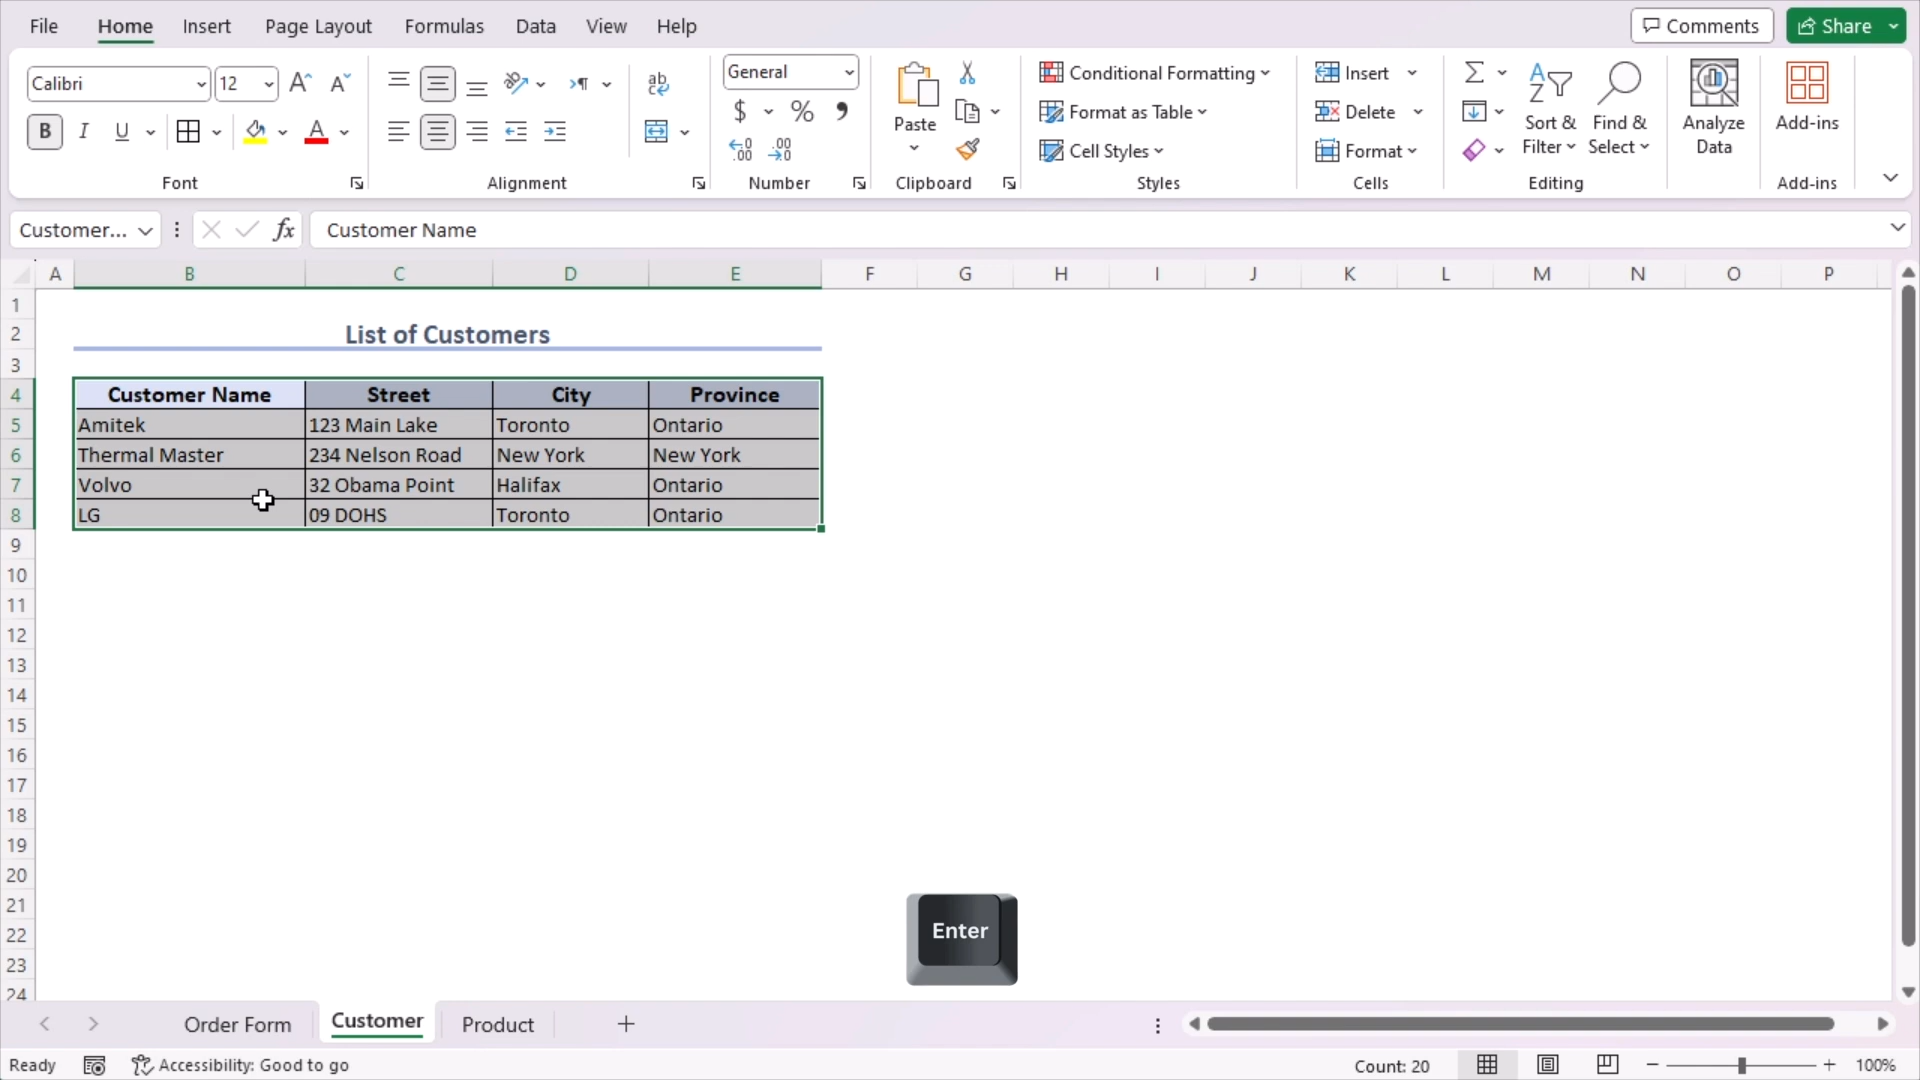 File Home Insert Page Layout Formulas Data View Help Comments Share
Calibri 12 A A ab General Conditional Formatting Insert Σ
$ % , Paste Format as Table Delete Sort & Filter Find & Select Analyze Data Add-ins
B I U A .00 .00 Cell Styles Format
Font Alignment Number Clipboard Styles Cells Editing Add-ins
Customer... fx Customer Name
A B C D E F G H I J K L M N O P
1
2 List of Customers
3
4 Customer Name Street City Province
5 Amitek 123 Main Lake Toronto Ontario
6 Thermal Master 234 Nelson Road New York New York
7 Volvo 32 Obama Point Halifax Ontario
8 LG 09 DOHS Toronto Ontario
9
10
11
12
13
14
15
16
17
18
19
20
21
22 Enter
23
24
Order Form Customer Product +
Ready Accessibility: Good to go Count: 20 − + 100%